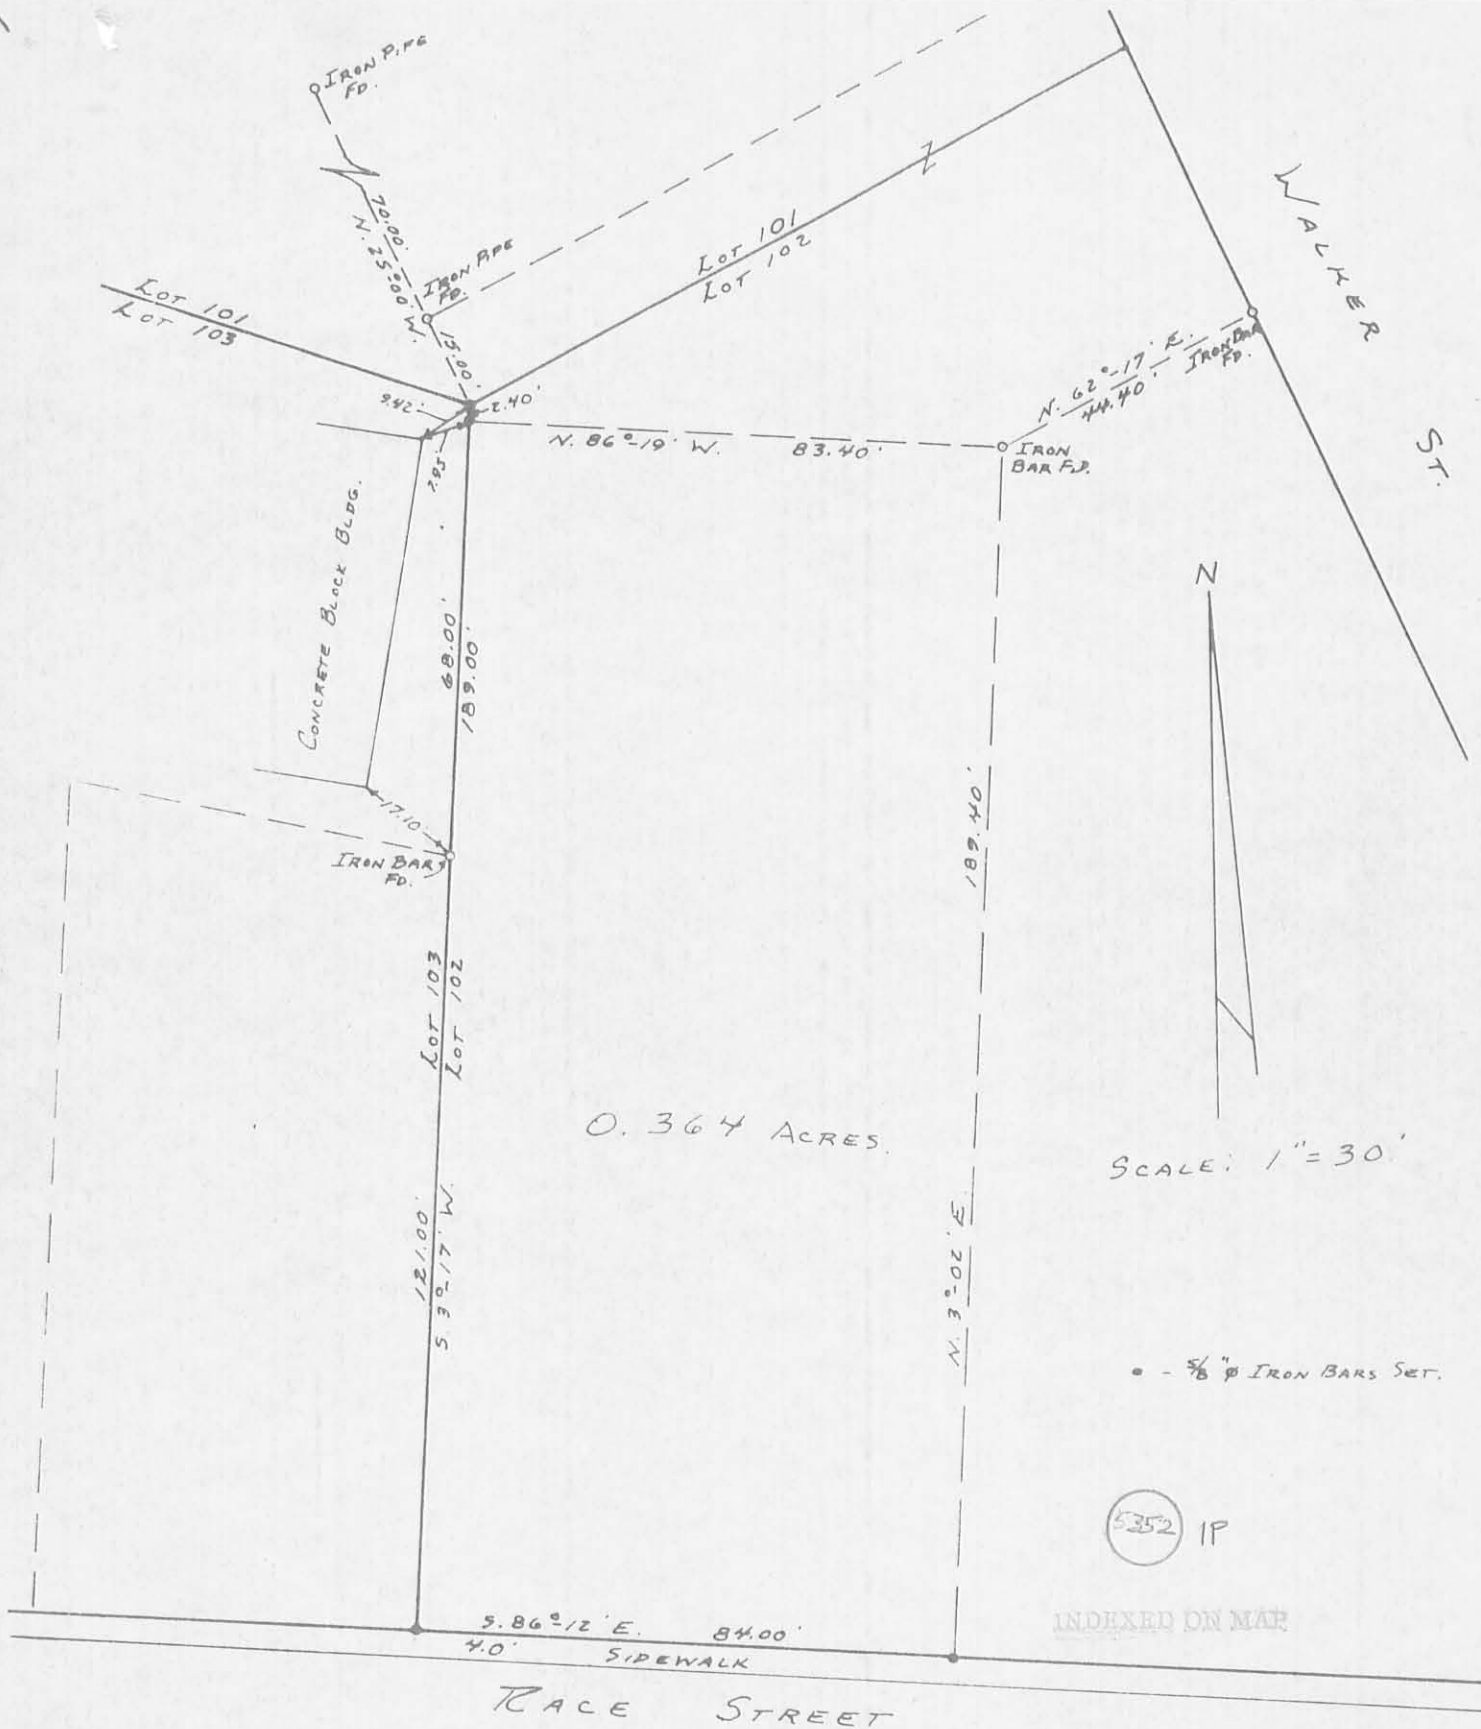 IRON PIPE
FD.
70.00'
N. 25°00' W.
IRON PIPE
FD.
15.00'
LOT 101
LOT 103
LOT 101
LOT 102
WALKER ST.
9.42'
2.40'
7.95'
N. 86°-19' W. 83.40'
IRON
BAR FD.
N. 62°-17' E.
44.40'
IRON BAR
FD.
CONCRETE BLOCK BLDG.
68.00'
189.00'
N
17.10
IRON BAR
FD.
189.40'
LOT 103
LOT 102
0.364 ACRES.
SCALE: 1"=30'
121.00'
S 3°-17' W.
N. 3°-02' E.
• - 5/8"ø IRON BARS SET.
5352 1P
INDEXED ON MAP
S. 86°-12' E. 84.00'
4.0' SIDEWALK
RACE STREET